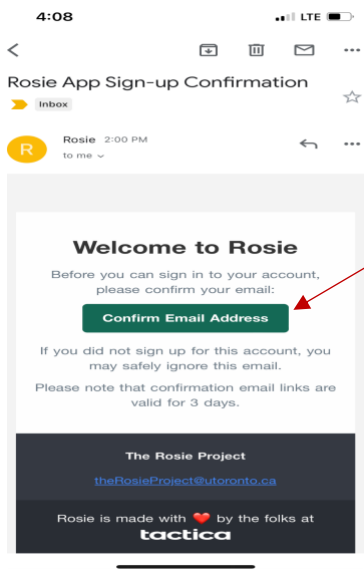 4:08 LTE
Rosie App Sign-up Confirmation
Inbox
R
Rosie 2:00 PM
to me
Welcome to Rosie
Before you can sign in to your account,
please confirm your email:
Confirm Email Address
If you did not sign up for this account, you
may safely ignore this email.
Please note that confirmation email links are
valid for 3 days.
The Rosie Project
theRosieProject@utoronto.ca
Rosie is made with ❤️ by the folks at
tactica